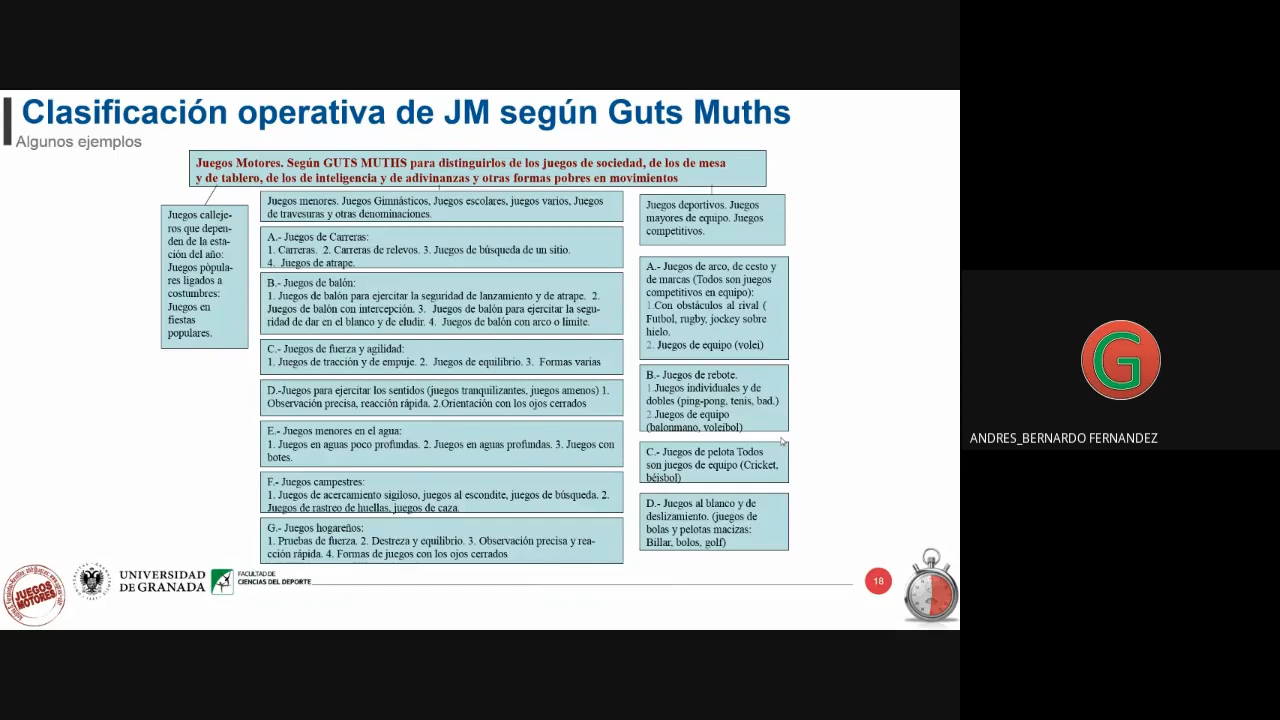 Clasificación operativa de JM según Guts Muths
Algunos ejemplos
Juegos Motores. Según GUTS MUTHS para distinguirlos de los juegos de sociedad, de los de mesa
y de tablero, de los de inteligencia y de adivinanzas y otras formas pobres en movimientos
Juegos calleje-
ros que depen-
den de la esta-
ción del año:
Juegos pòpula-
res ligados a
costumbres:
Juegos en
fiestas
populares.
Juegos menores. Juegos Gimnásticos, Juegos escolares, juegos varios, Juegos
de travesuras y otras denominaciones.
A.- Juegos de Carreras:
1. Carreras. 2. Carreras de relevos. 3. Juegos de búsqueda de un sitio.
4. Juegos de atrape.
B.- Juegos de balón:
1. Juegos de balón para ejercitar la seguridad de lanzamiento y de atrape. 2.
Juegos de balón con intercepción. 3. Juegos de balón para ejercitar la segu-
ridad de dar en el blanco y de eludir. 4. Juegos de balón con arco o límite.
C.- Juegos de fuerza y agilidad:
1. Juegos de tracción y de empuje. 2. Juegos de equilibrio. 3. Formas varias
D.-Juegos para ejercitar los sentidos (juegos tranquilizantes, juegos amenos) 1.
Observación precisa, reacción rápida. 2.Orientación con los ojos cerrados
E.- Juegos menores en el agua:
1. Juegos en aguas poco profundas. 2. Juegos en aguas profundas. 3. Juegos con
botes.
F.- Juegos campestres:
1. Juegos de acercamiento sigiloso, juegos al escondite, juegos de búsqueda. 2.
Juegos de rastreo de huellas, juegos de caza.
G.- Juegos hogareños:
1. Pruebas de fuerza. 2. Destreza y equilibrio. 3. Observación precisa y rea-
cción rápida. 4. Formas de juegos con los ojos cerrados
Juegos deportivos. Juegos
mayores de equipo. Juegos
competitivos.
A.- Juegos de arco, de cesto y
de marcas (Todos son juegos
competitivos en equipo):
1.Con obstáculos al rival (
Futbol, rugby, jockey sobre
hielo.
2. Juegos de equipo (volei)
B.- Juegos de rebote.
1.Juegos individuales y de
dobles (ping-pong, tenis, bad.)
2.Juegos de equipo
(balonmano, voleibol)
C.- Juegos de pelota Todos
son juegos de equipo (Cricket,
béisbol)
D.- Juegos al blanco y de
deslizamiento. (juegos de
bolas y pelotas macizas:
Billar, bolos, golf)
JUEGOS
MOTORES
UNIVERSIDAD
DE GRANADA
FACULTAD DE
CIENCIAS DEL DEPORTE
18
G
ANDRES_BERNARDO FERNANDEZ